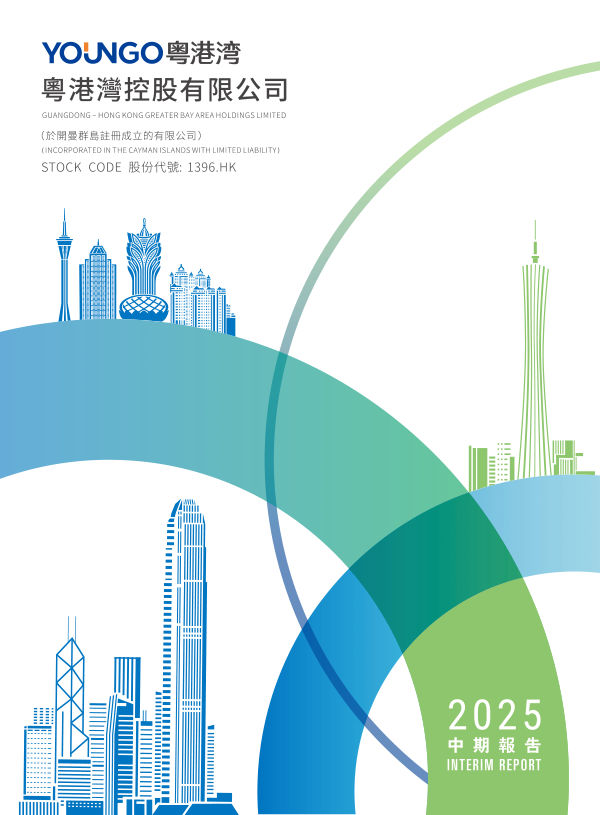 YOUNGO粤港湾
粵港灣控股有限公司
GUANGDONG – HONG KONG GREATER BAY AREA HOLDINGS LIMITED
(於開曼群島註冊成立的有限公司)
(INCORPORATED IN THE CAYMAN ISLANDS WITH LIMITED LIABILITY)
STOCK CODE 股份代號: 1396.HK
2025
中期報告
INTERIM REPORT